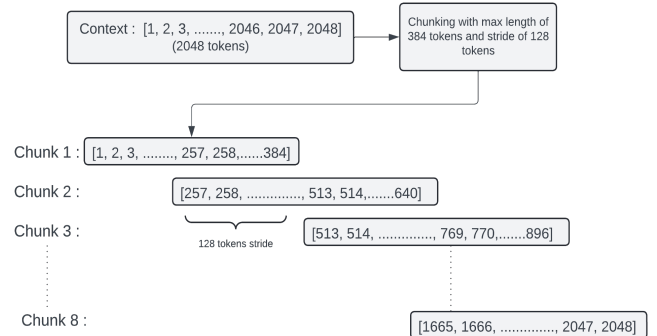 Context : [1, 2, 3, ......., 2046, 2047, 2048]
(2048 tokens)
Chunking with max length of
384 tokens and stride of 128
tokens
Chunk 1 : [1, 2, 3, ........, 257, 258,......384]
Chunk 2 : [257, 258, .............., 513, 514,.......640]
128 tokens stride
Chunk 3 : [513, 514, .............., 769, 770,.......896]
Chunk 8 : [1665, 1666, .............., 2047, 2048]